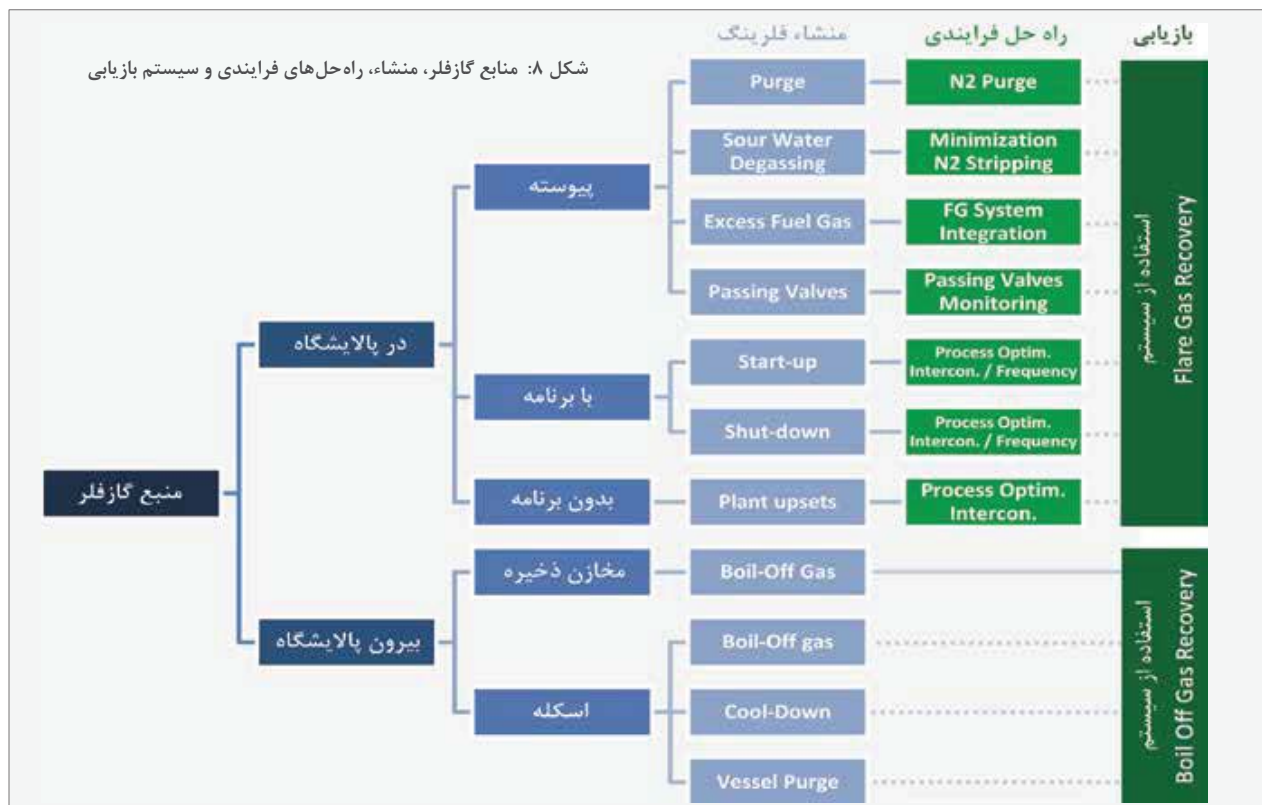 منشاء فلرینگ
راه حل فرایندی
بازیابی
شکل ۸: منابع گازفلر، منشاء، راه‌حل‌های فرایندی و سیستم بازیابی
منبع گازفلر
در پالایشگاه
پیوسته
Purge
N2 Purge
Sour Water
Degassing
Minimization
N2 Stripping
Excess Fuel Gas
FG System
Integration
Passing Valves
Passing Valves
Monitoring
با برنامه
Start-up
Process Optim.
Intercon. / Frequency
Shut-down
Process Optim.
Intercon. / Frequency
بدون برنامه
Plant upsets
Process Optim.
Intercon.
استفاده از سیستم
Flare Gas Recovery
بیرون پالایشگاه
مخازن ذخیره
Boil-Off Gas
اسکله
Boil-Off gas
Cool-Down
Vessel Purge
استفاده از سیستم
Boil Off Gas Recovery